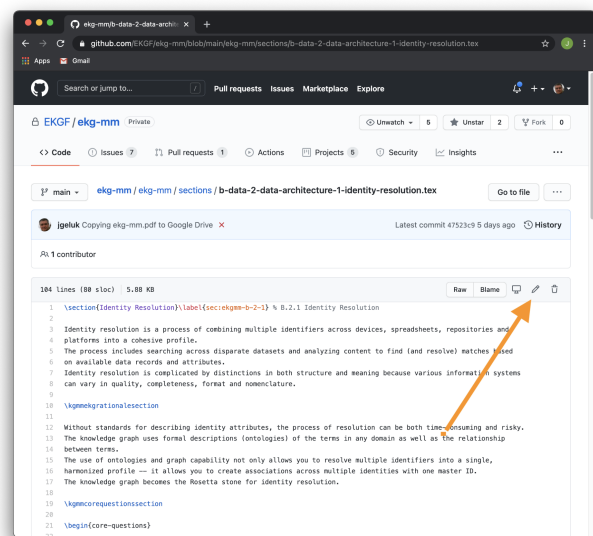 ekg-mm/b-data-2-data-archite
github.com/EKGF/ekg-mm/blob/main/ekg-mm/sections/b-data-2-data-architecture-1-identity-resolution.tex
J
Apps Gmail
Search or jump to... / Pull requests Issues Marketplace Explore
EKGF / ekg-mm Private Unwatch 5 Unstar 2 Fork 0
<> Code Issues 7 Pull requests 1 Actions Projects 5 Security Insights ...
main ekg-mm / ekg-mm / sections / b-data-2-data-architecture-1-identity-resolution.tex Go to file ...
jgeluk Copying ekg-mm.pdf to Google Drive × Latest commit 47523c9 5 days ago History
1 contributor
104 lines (80 sloc) 5.88 KB Raw Blame
1 \section{Identity Resolution}\label{sec:ekgmm-b-2-1} % B.2.1 Identity Resolution
2
3 Identity resolution is a process of combining multiple identifiers across devices, spreadsheets, repositories and
4 platforms into a cohesive profile.
5 The process includes searching across disparate datasets and analyzing content to find (and resolve) matches based
6 on available data records and attributes.
7 Identity resolution is complicated by distinctions in both structure and meaning because various information systems
8 can vary in quality, completeness, format and nomenclature.
9
10 \kgmmekgrationalesection
11
12 Without standards for describing identity attributes, the process of resolution can be both time-consuming and risky.
13 The knowledge graph uses formal descriptions (ontologies) of the terms in any domain as well as the relationship
14 between terms.
15 The use of ontologies and graph capability not only allows you to resolve multiple identifiers into a single,
16 harmonized profile -- it allows you to create associations across multiple identities with one master ID.
17 The knowledge graph becomes the Rosetta stone for identity resolution.
18
19 \kgmmcorequestionssection
20
21 \begin{core-questions}